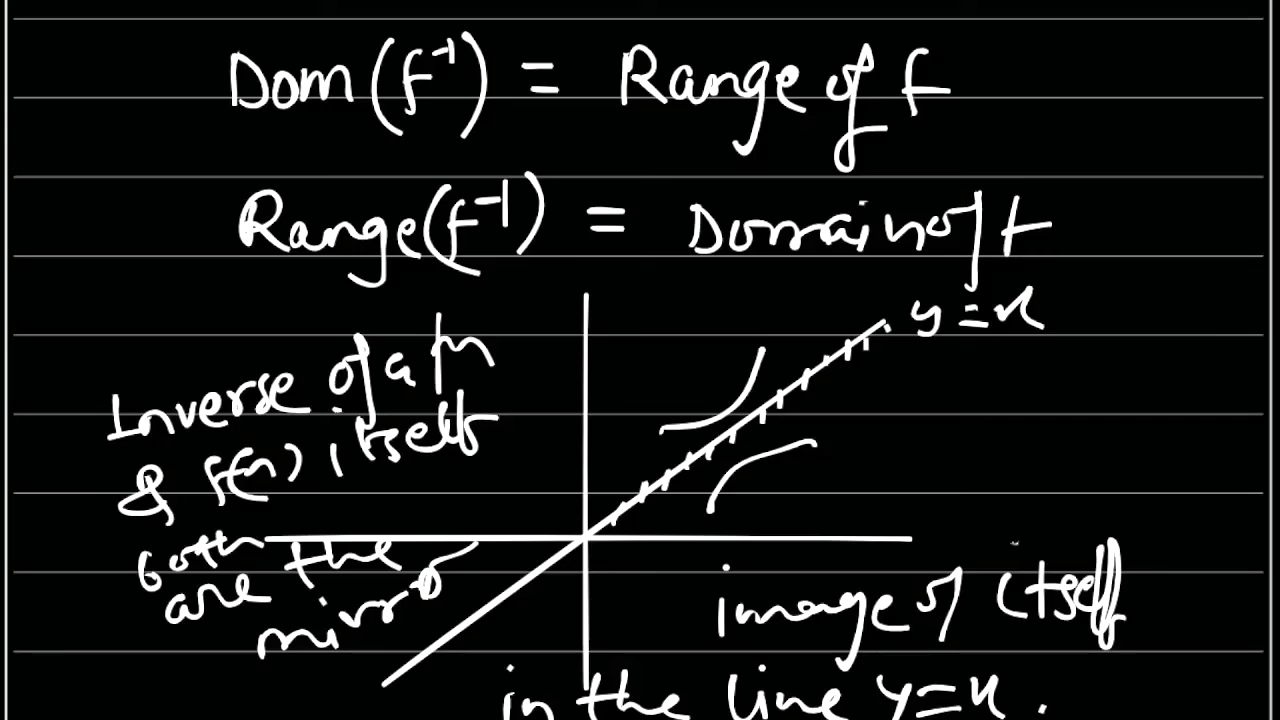 Dom(f⁻¹) = Range of f
Range(f⁻¹) = Domain of f
y = x
Inverse of a fn
& f(x) itself
both are the mirror
image of itself
in the line y = x.